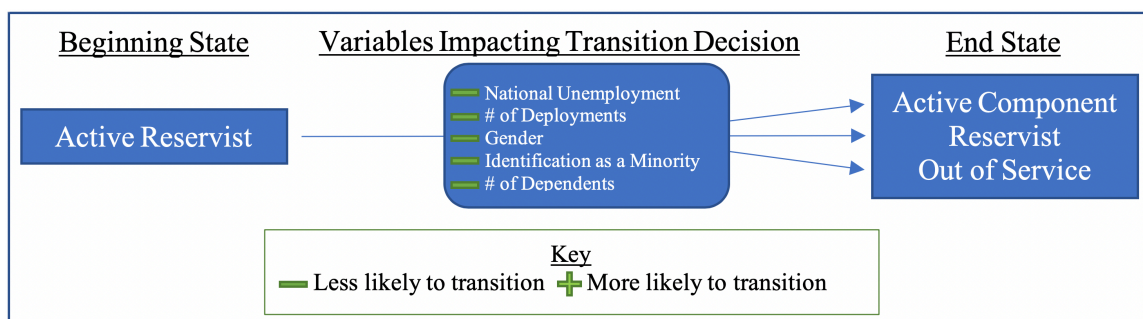 Beginning State
Variables Impacting Transition Decision
End State
Active Reservist
National Unemployment
# of Deployments
Gender
Identification as a Minority
# of Dependents
Active Component
Reservist
Out of Service
Key
Less likely to transition
More likely to transition